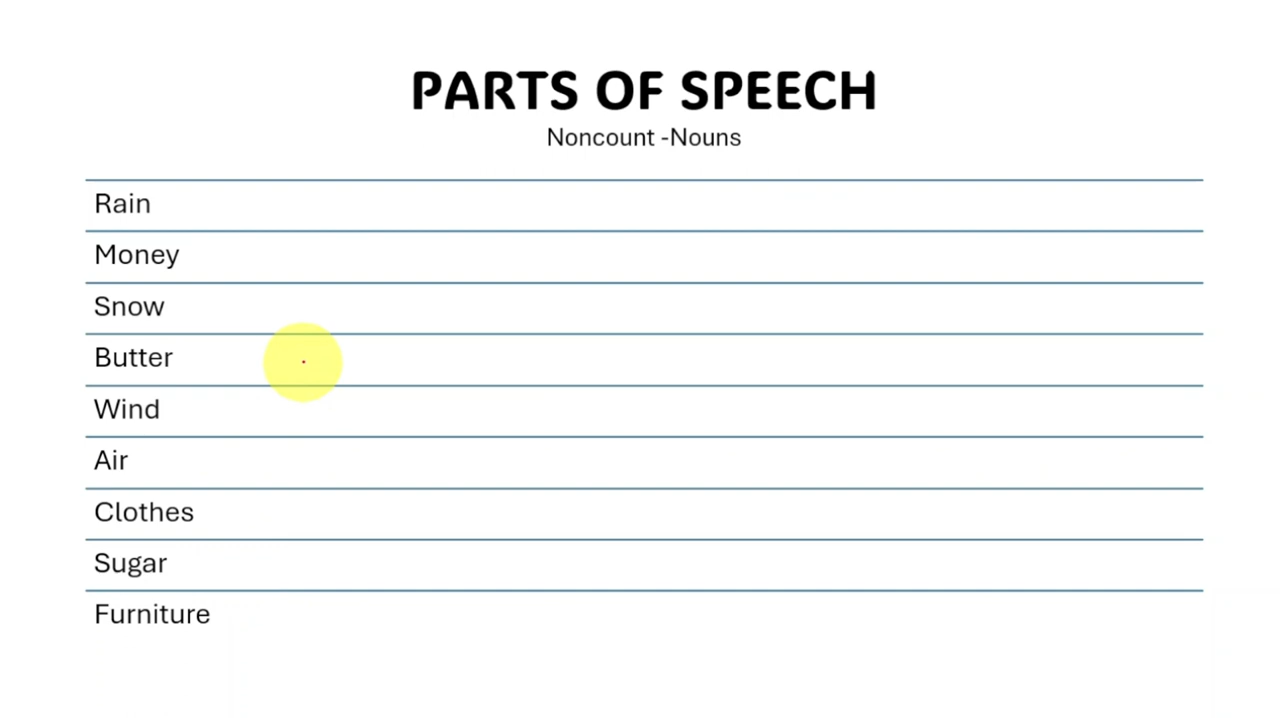 PARTS OF SPEECH
Noncount -Nouns
Rain
Money
Snow
Butter
Wind
Air
Clothes
Sugar
Furniture